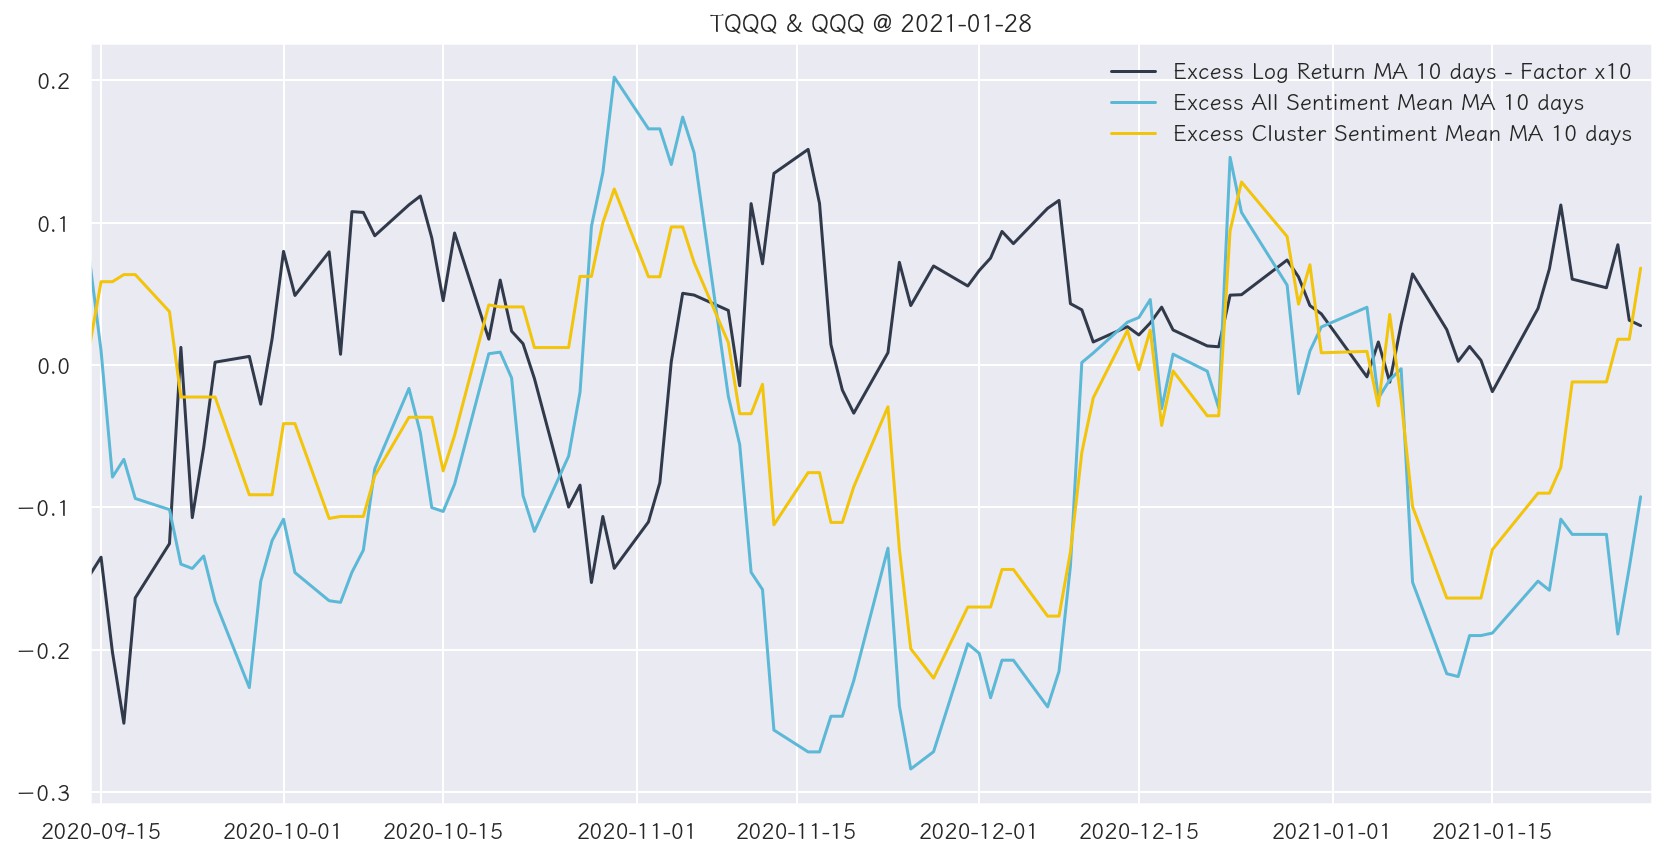 TQQQ & QQQ @ 2021-01-28
Excess Log Return MA 10 days - Factor x10
Excess All Sentiment Mean MA 10 days
Excess Cluster Sentiment Mean MA 10 days
0.2
0.1
0.0
−0.1
−0.2
−0.3
2020-09-15 2020-10-01 2020-10-15 2020-11-01 2020-11-15 2020-12-01 2020-12-15 2021-01-01 2021-01-15